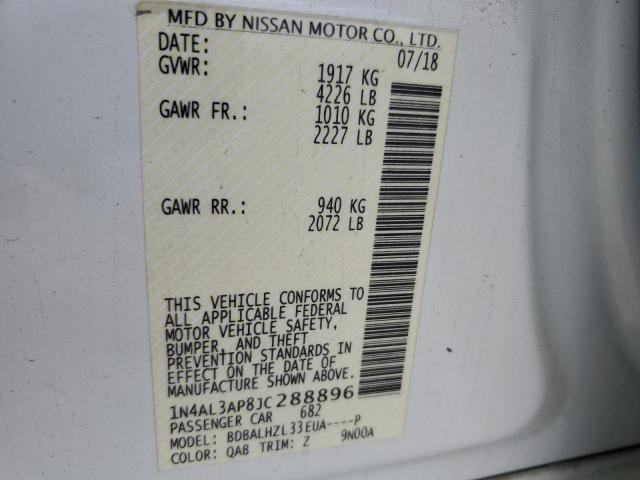 MFD BY NISSAN MOTOR CO., LTD.
DATE: 07/18
GVWR: 1917 KG
4226 LB
GAWR FR.: 1010 KG
2227 LB
GAWR RR.: 940 KG
2072 LB
THIS VEHICLE CONFORMS TO
ALL APPLICABLE FEDERAL
MOTOR VEHICLE SAFETY,
BUMPER, AND THEFT
PREVENTION STANDARDS IN
EFFECT ON THE DATE OF
MANUFACTURE SHOWN ABOVE.
1N4AL3AP8JC288896
PASSENGER CAR 682
MODEL: BDBALHZL33EUA----P
COLOR: QAB TRIM: Z 9N00A